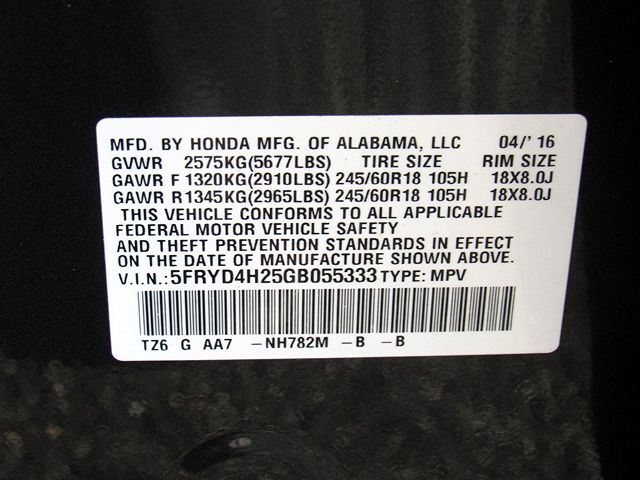 MFD. BY HONDA MFG. OF ALABAMA, LLC 04/' 16
GVWR 2575KG(5677LBS) TIRE SIZE RIM SIZE
GAWR F 1320KG(2910LBS) 245/60R18 105H 18X8.0J
GAWR R1345KG(2965LBS) 245/60R18 105H 18X8.0J
THIS VEHICLE CONFORMS TO ALL APPLICABLE
FEDERAL MOTOR VEHICLE SAFETY
AND THEFT PREVENTION STANDARDS IN EFFECT
ON THE DATE OF MANUFACTURE SHOWN ABOVE.
V.I.N.:5FRYD4H25GB055333 TYPE: MPV
TZ6 G AA7 -NH782M -B -B